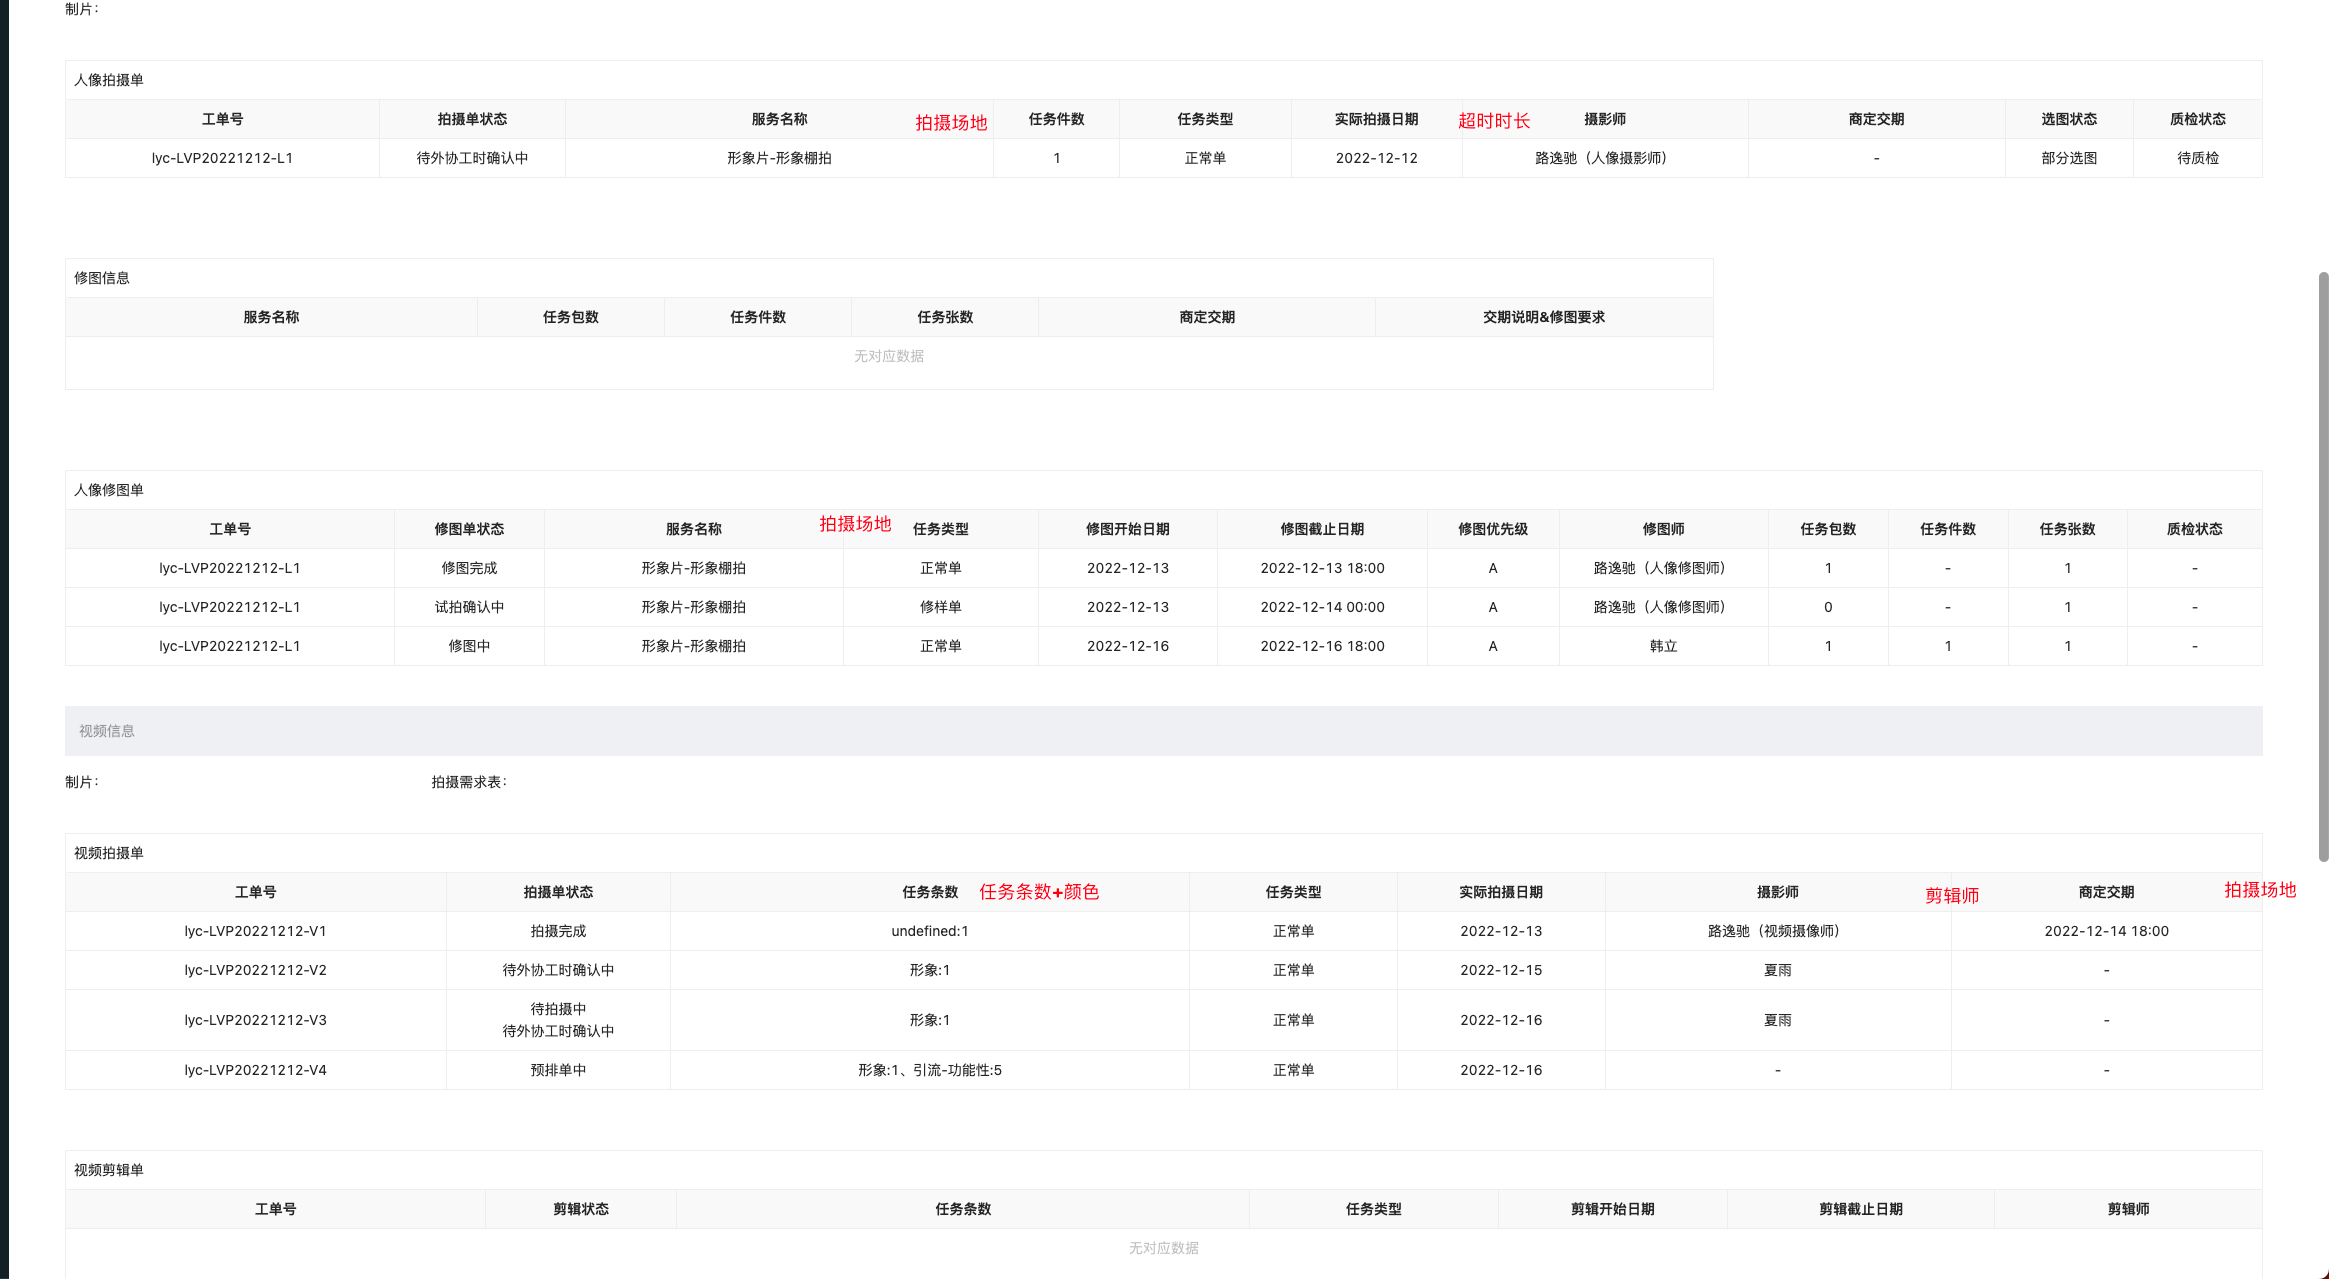 制片：
人像拍摄单
工单号 拍摄单状态 服务名称 拍摄场地 任务件数 任务类型 实际拍摄日期 超时时长 摄影师 商定交期 选图状态 质检状态
lyc-LVP20221212-L1 待外协工时确认中 形象片-形象棚拍 1 正常单 2022-12-12 路逸驰（人像摄影师） - 部分选图 待质检
修图信息
服务名称 任务包数 任务件数 任务张数 商定交期 交期说明&修图要求
无对应数据
人像修图单
工单号 修图单状态 服务名称 拍摄场地 任务类型 修图开始日期 修图截止日期 修图优先级 修图师 任务包数 任务件数 任务张数 质检状态
lyc-LVP20221212-L1 修图完成 形象片-形象棚拍 正常单 2022-12-13 2022-12-13 18:00 A 路逸驰（人像修图师） 1 - 1 -
lyc-LVP20221212-L1 试拍确认中 形象片-形象棚拍 修样单 2022-12-13 2022-12-14 00:00 A 路逸驰（人像修图师） 0 - 1 -
lyc-LVP20221212-L1 修图中 形象片-形象棚拍 正常单 2022-12-16 2022-12-16 18:00 A 韩立 1 1 1 -
视频信息
制片： 拍摄需求表：
视频拍摄单
工单号 拍摄单状态 任务条数 任务条数+颜色 任务类型 实际拍摄日期 摄影师 剪辑师 商定交期 拍摄场地
lyc-LVP20221212-V1 拍摄完成 undefined:1 正常单 2022-12-13 路逸驰（视频摄像师） 2022-12-14 18:00
lyc-LVP20221212-V2 待外协工时确认中 形象:1 正常单 2022-12-15 夏雨 -
lyc-LVP20221212-V3 待拍摄中 待外协工时确认中 形象:1 正常单 2022-12-16 夏雨 -
lyc-LVP20221212-V4 预排单中 形象:1、引流-功能性:5 正常单 2022-12-16 - -
视频剪辑单
工单号 剪辑状态 任务条数 任务类型 剪辑开始日期 剪辑截止日期 剪辑师
无对应数据